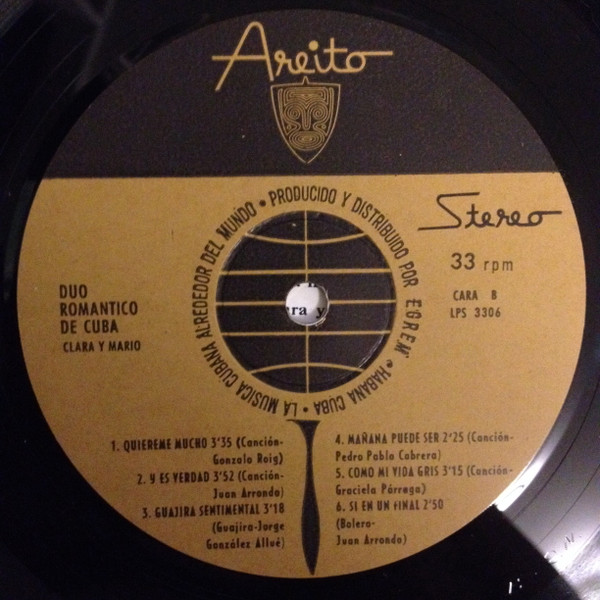 Areito
PRODUCIDO Y DISTRIBUIDO POR EGREM • HABANA CUBA • LA MUSICA CUBANA ALREDEDOR DEL MUNDO •
Stereo
33 rpm
CARA B
LPS 3306
DUO
ROMANTICO
DE CUBA
CLARA Y MARIO
ra y
1. QUIEREME MUCHO 3'35 (Canción-
Gonzalo Roig)
2. Y ES VERDAD 3'52 (Canción-
Juan Arrondo)
3. GUAJIRA SENTIMENTAL 3'18
(Guajira-Jorge
González Allué)
4. MAÑANA PUEDE SER 2'25 (Canción-
Pedro Pablo Cabrera)
5. COMO MI VIDA GRIS 3'15 (Canción-
Graciela Párraga)
6. SI EN UN FINAL 2'50
(Bolero-
Juan Arrondo)